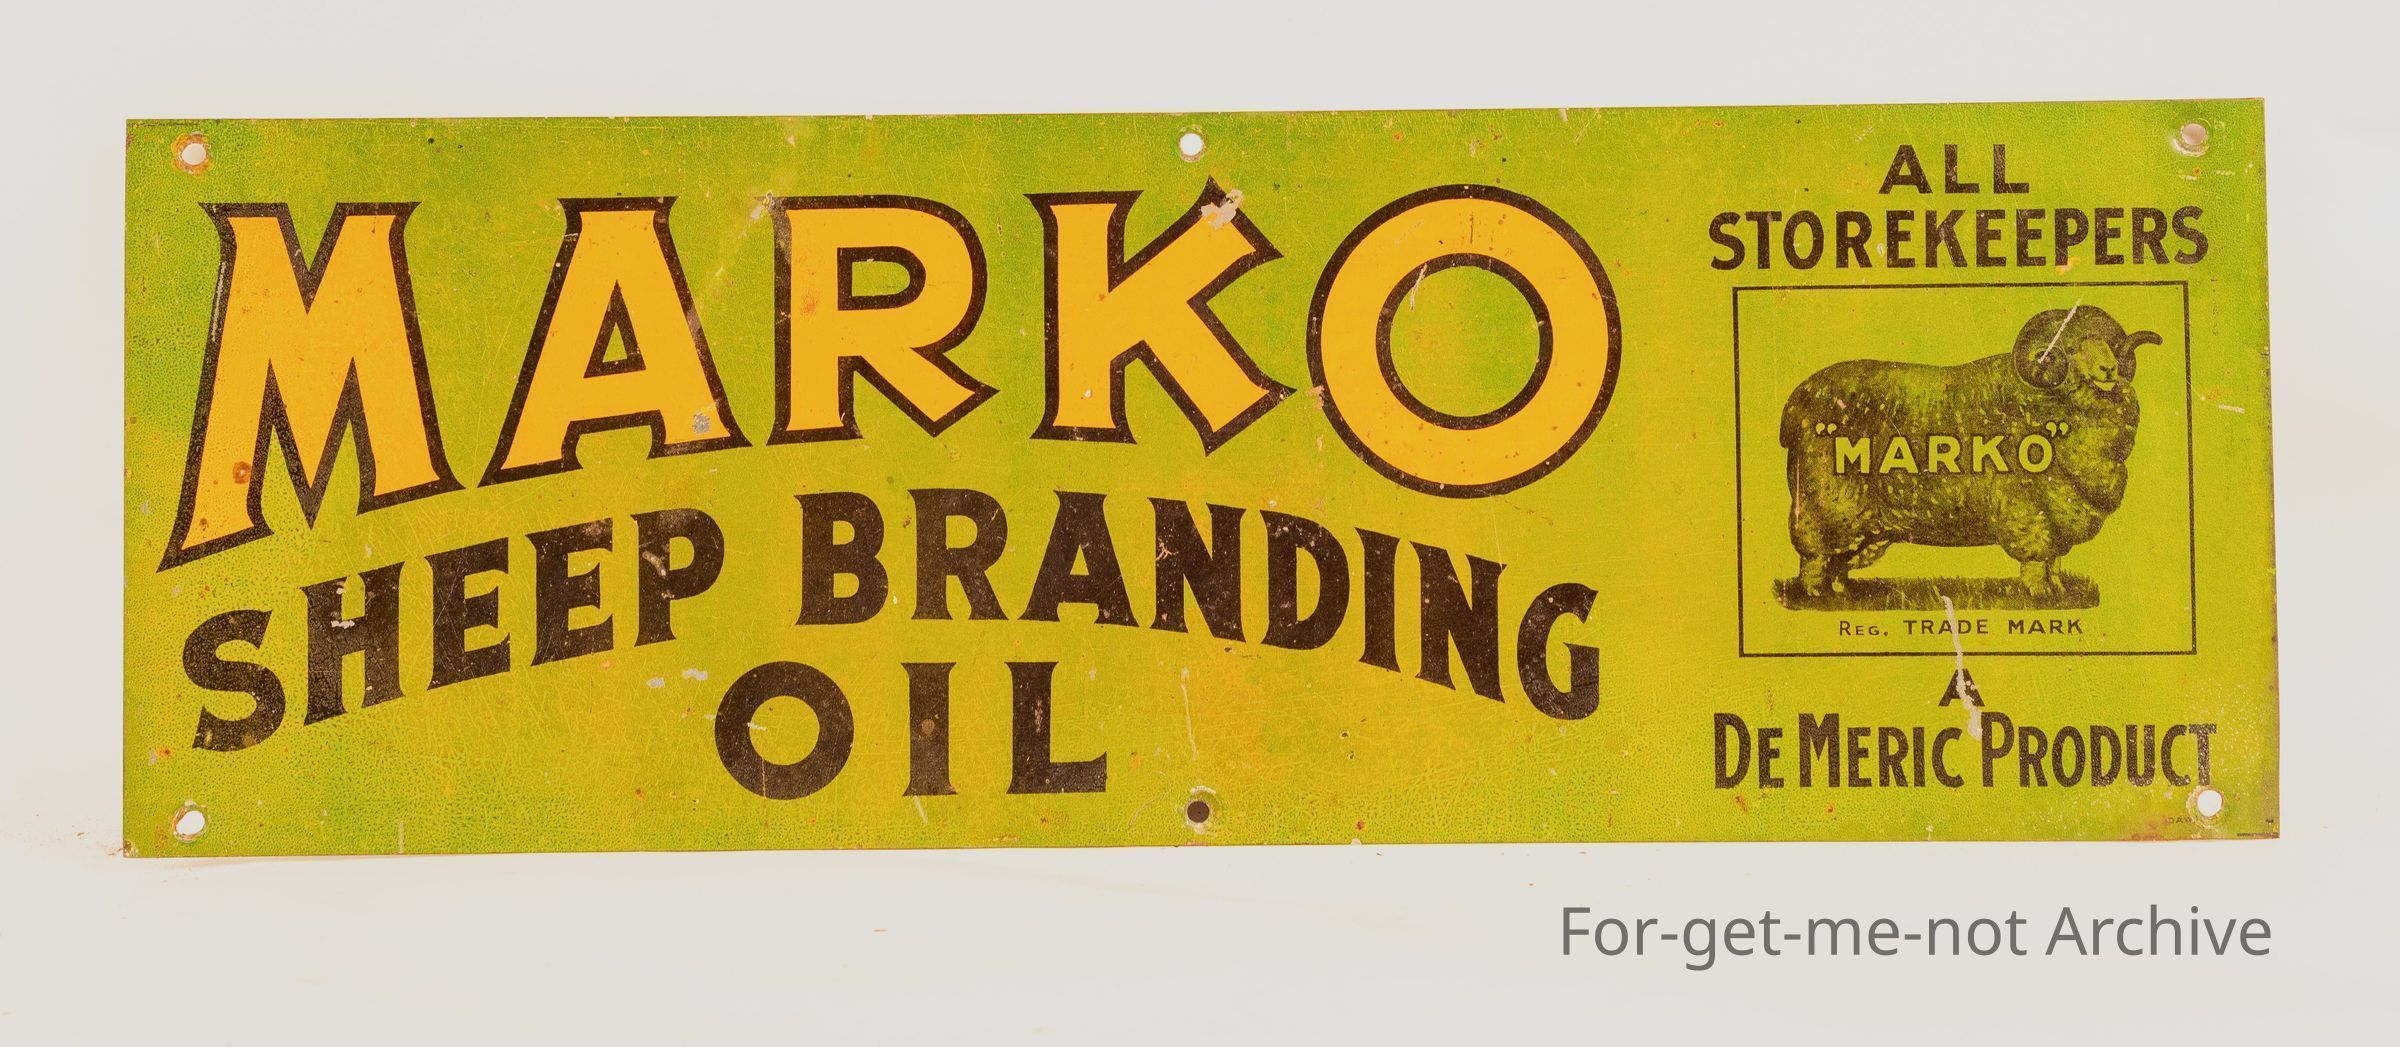 MARKO
SHEEP BRANDING
OIL
ALL
STOREKEEPERS
"MARKO"
REG. TRADE MARK
A
DE MERIC PRODUCT
For-get-me-not Archive